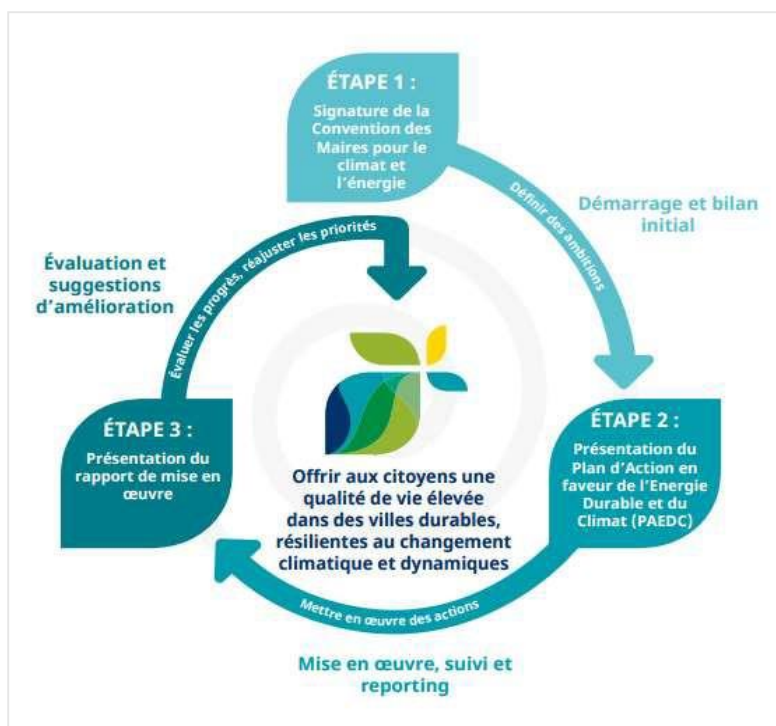 ÉTAPE 1 :
Signature de la
Convention des
Maires pour le
climat et
l'énergie
Définir des ambitions
Démarrage et bilan
initial
ÉTAPE 2 :
Présentation du
Plan d'Action en
faveur de l'Energie
Durable et du
Climat (PAEDC)
Mettre en œuvre des actions
Mise en œuvre, suivi et
reporting
ÉTAPE 3 :
Présentation du
rapport de mise en
œuvre
Évaluer les progrès, réajuster les priorités
Évaluation et
suggestions
d'amélioration
Offrir aux citoyens une
qualité de vie élevée
dans des villes durables,
résilientes au changement
climatique et dynamiques